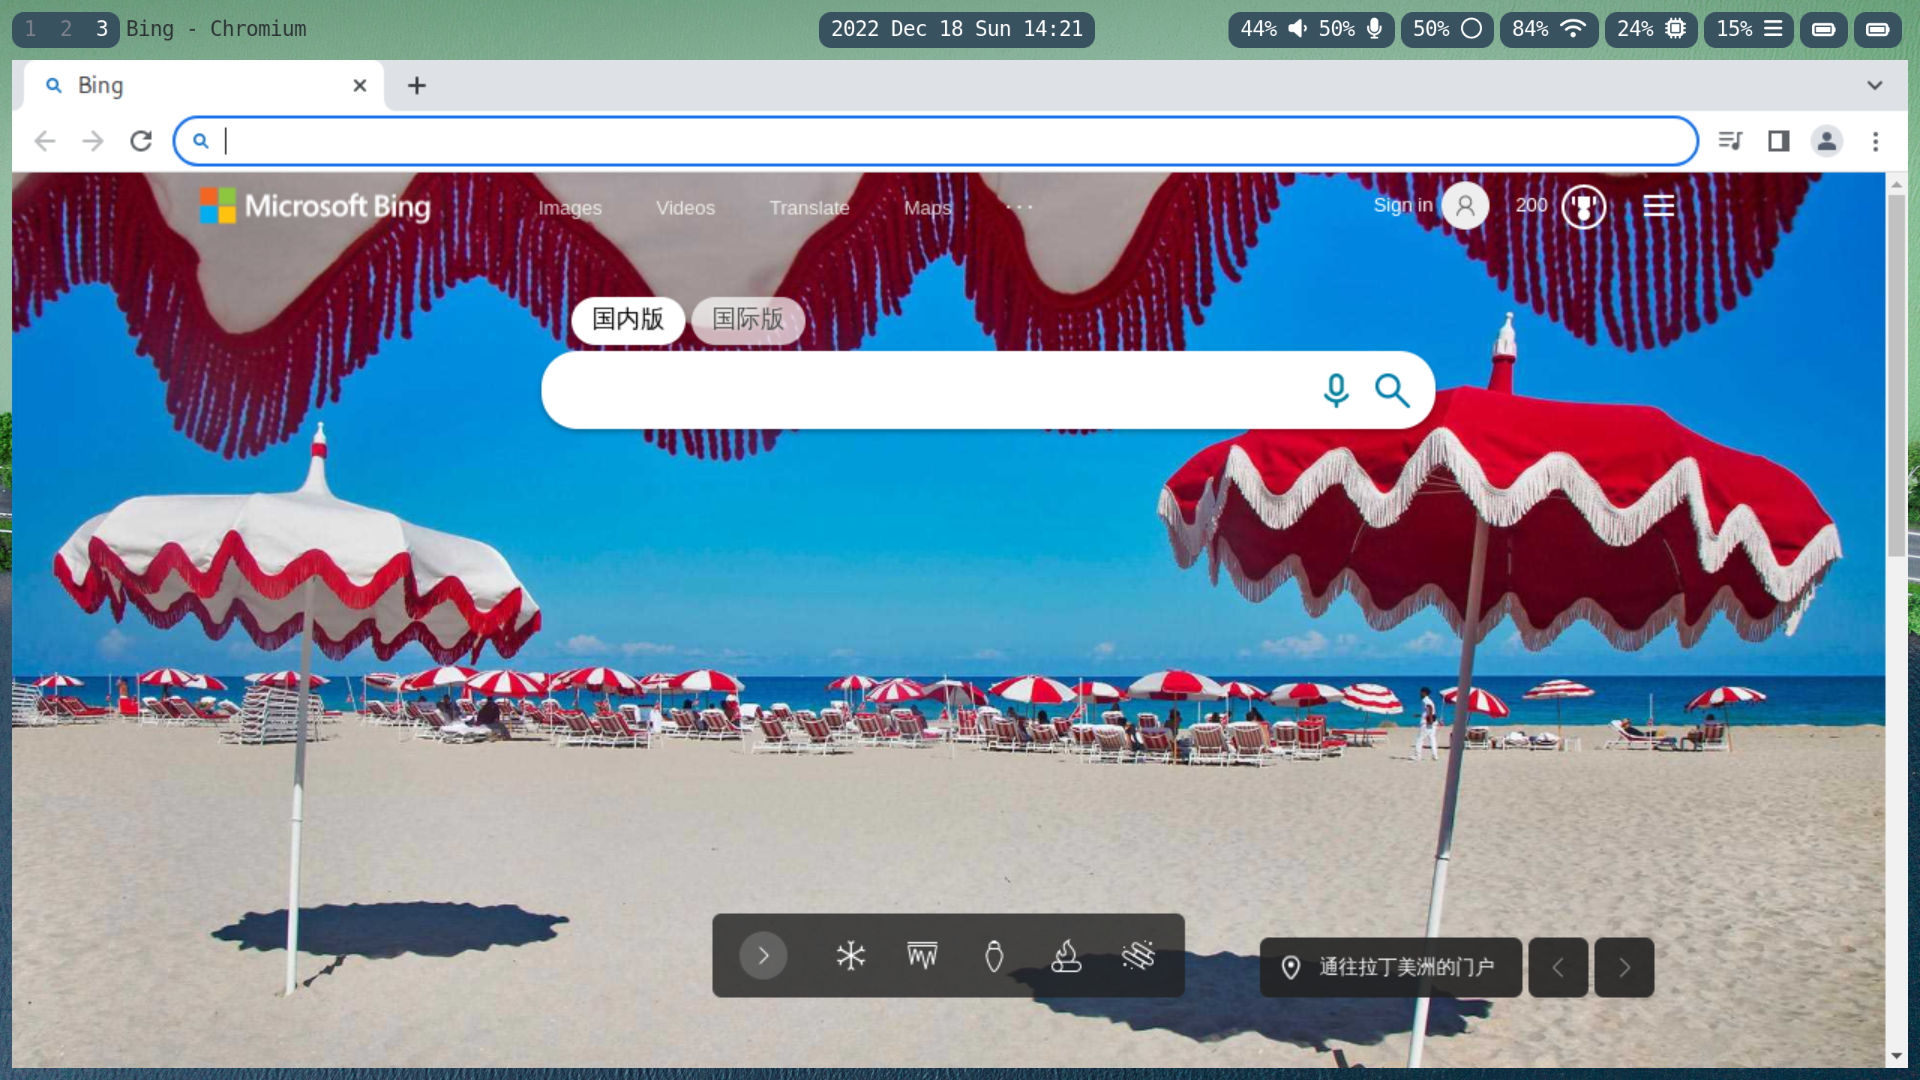 1 2 3 Bing - Chromium 2022 Dec 18 Sun 14:21 44% 50% 50% 84% 24% 15%
Bing
Microsoft Bing Images Videos Translate Maps ... Sign in 200
国内版 国际版
通往拉丁美洲的门户